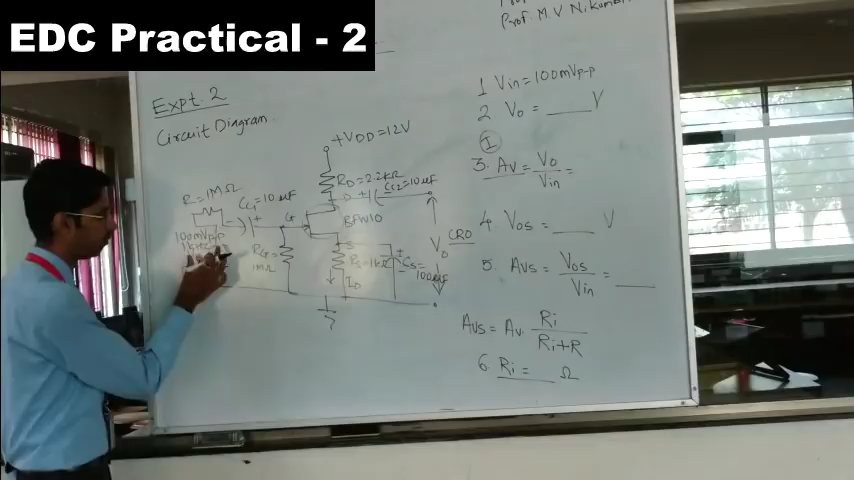 EDC Practical - 2
Prof. M.V Nikum
Expt. 2
Circuit Diagram
+VDD=12V
R=1MΩ
CC1=10μF
RD=2.2kΩ
CC2=10μF
D
G
BFW10
S
100mVp-p
1kHz
RG=
1MΩ
RS=1kΩ
ID
CS=
100μF
Vo
CRO
1 Vin=100mVp-p
2 Vo = ____ V
I
3. Av = Vo
Vin =
4. Vos = ____ V
5. Avs = Vos
Vin = ____
Avs = Av. Ri
Ri+R
6. Ri = ____ Ω